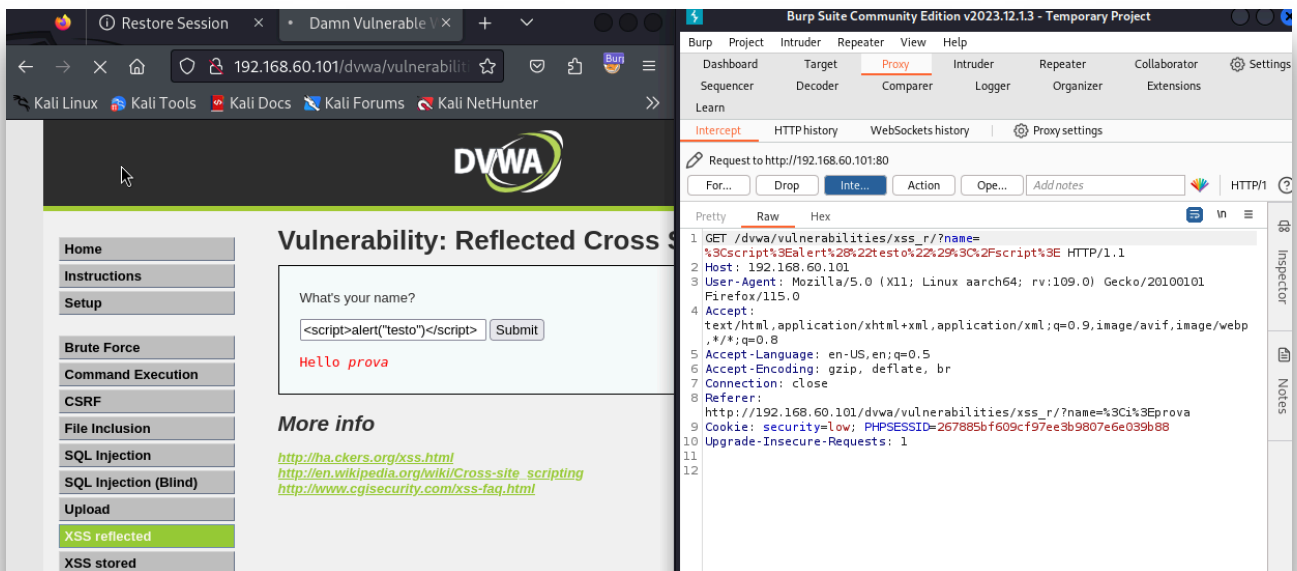 Restore Session ×
Damn Vulnerable W ×
192.168.60.101/dvwa/vulnerabiliti
Kali Linux Kali Tools Kali Docs Kali Forums Kali NetHunter
DVWA
Home
Instructions
Setup
Brute Force
Command Execution
CSRF
File Inclusion
SQL Injection
SQL Injection (Blind)
Upload
XSS reflected
XSS stored
Vulnerability: Reflected Cross S
What's your name?
<script>alert("testo")</script> Submit
Hello prova
More info
http://ha.ckers.org/xss.html
http://en.wikipedia.org/wiki/Cross-site_scripting
http://www.cgisecurity.com/xss-faq.html
Burp Suite Community Edition v2023.12.1.3 - Temporary Project
Burp Project Intruder Repeater View Help
Dashboard Target Proxy Intruder Repeater Collaborator Settings
Sequencer Decoder Comparer Logger Organizer Extensions
Learn
Intercept HTTP history WebSockets history Proxy settings
Request to http://192.168.60.101:80
For... Drop Inte... Action Ope... Add notes HTTP/1
Pretty Raw Hex \n
1 GET /dvwa/vulnerabilities/xss_r/?name=
%3Cscript%3Ealert%28%22testo%22%29%3C%2Fscript%3E HTTP/1.1
2 Host: 192.168.60.101
3 User-Agent: Mozilla/5.0 (X11; Linux aarch64; rv:109.0) Gecko/20100101
Firefox/115.0
4 Accept:
text/html,application/xhtml+xml,application/xml;q=0.9,image/avif,image/webp
,*/*;q=0.8
5 Accept-Language: en-US,en;q=0.5
6 Accept-Encoding: gzip, deflate, br
7 Connection: close
8 Referer:
http://192.168.60.101/dvwa/vulnerabilities/xss_r/?name=%3Ci%3Eprova
9 Cookie: security=low; PHPSESSID=267885bf609cf97ee3b9807e6e039b88
10 Upgrade-Insecure-Requests: 1
11
12
Inspector
Notes